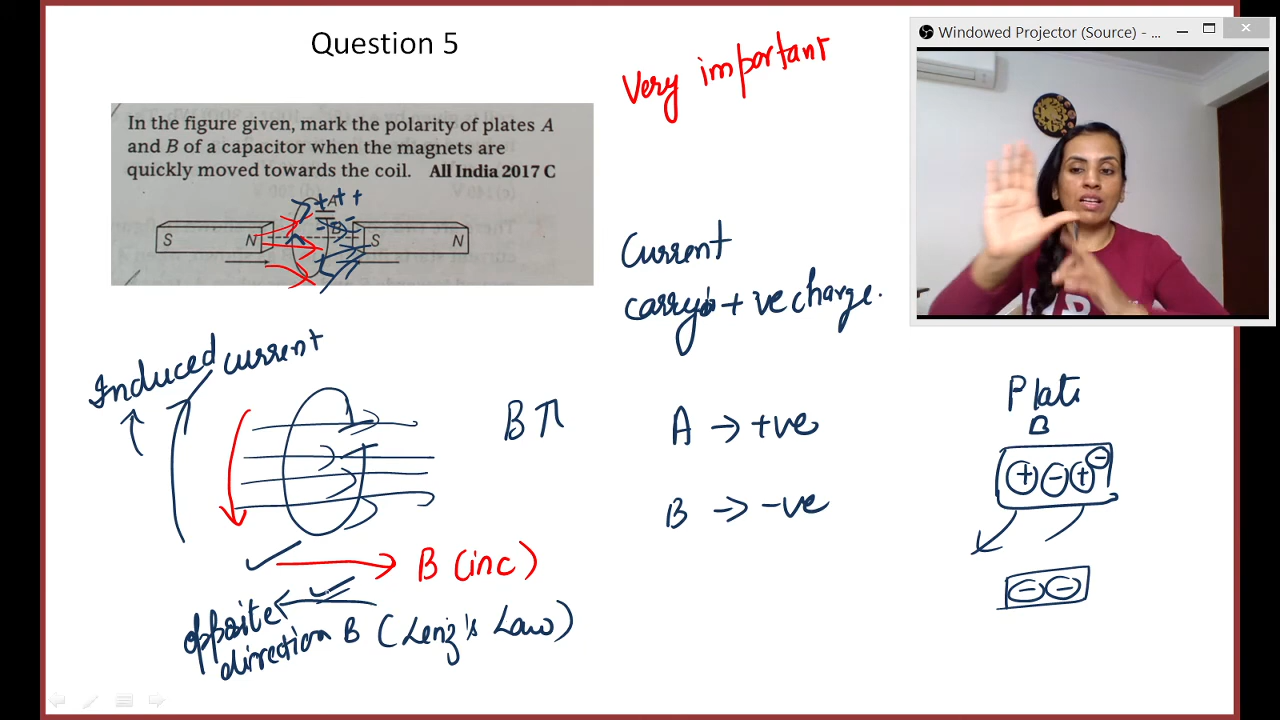 Question 5
Very important
Windowed Projector (Source) - ...
In the figure given, mark the polarity of plates A
and B of a capacitor when the magnets are
quickly moved towards the coil. All India 2017 C
+ A + +
B
S N S N
Current
carry + ve charge.
Induced current
B
A → +ve
B → -ve
Plate
B
+ - + -
- -
B (inc)
opposite
direction B (Lenz's Law)